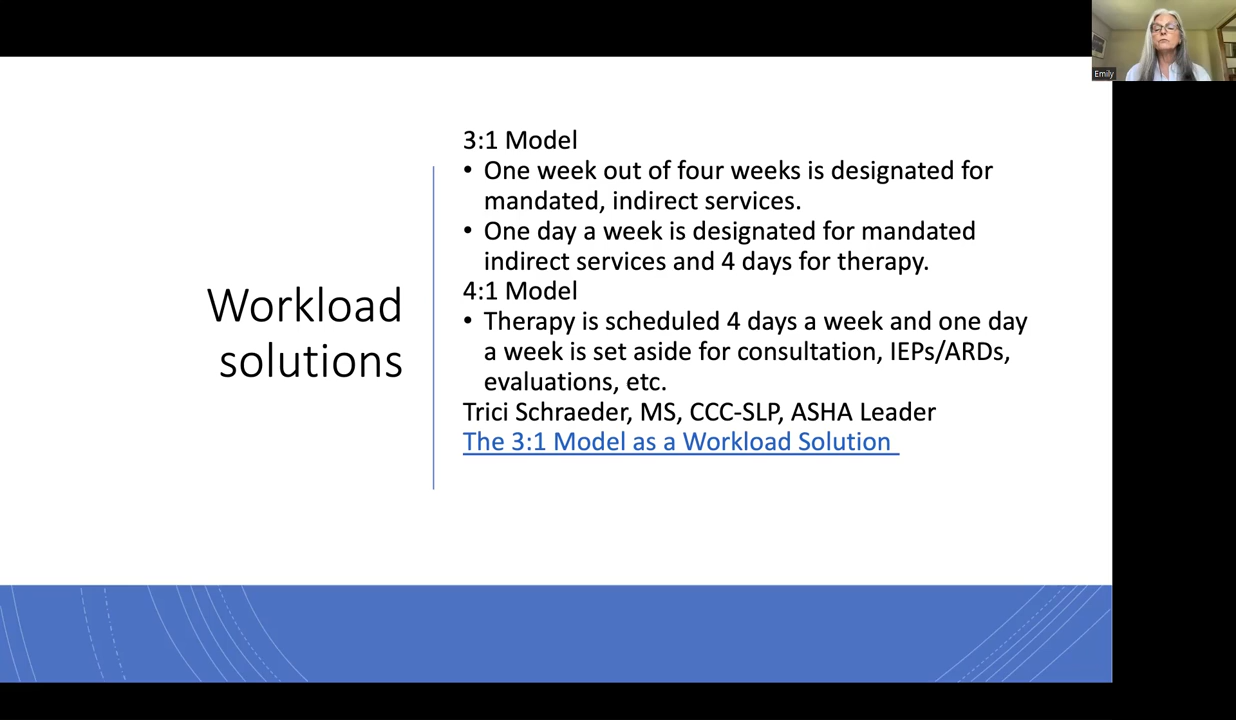 Emily
Workload
solutions
3:1 Model
• One week out of four weeks is designated for
mandated, indirect services.
• One day a week is designated for mandated
indirect services and 4 days for therapy.
4:1 Model
• Therapy is scheduled 4 days a week and one day
a week is set aside for consultation, IEPs/ARDs,
evaluations, etc.
Trici Schraeder, MS, CCC-SLP, ASHA Leader
The 3:1 Model as a Workload Solution